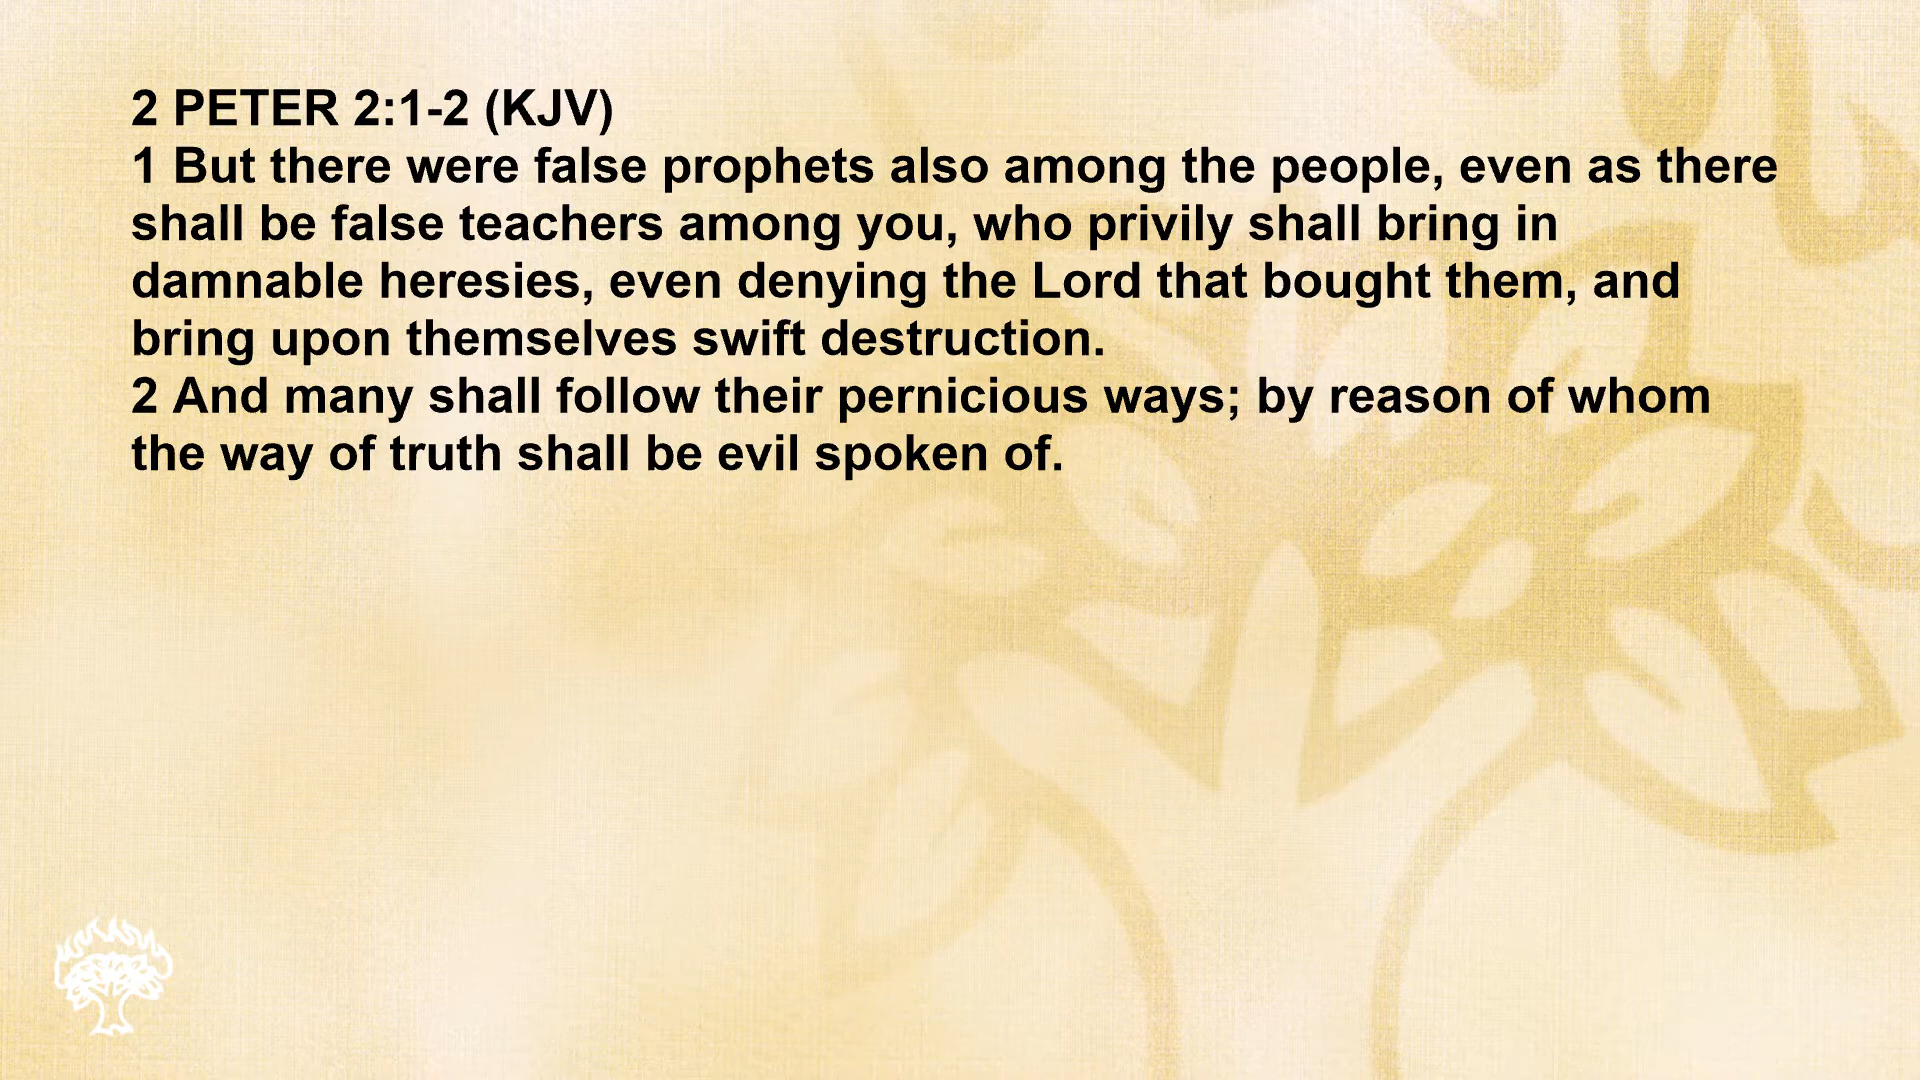 2 PETER 2:1-2 (KJV)
1 But there were false prophets also among the people, even as there
shall be false teachers among you, who privily shall bring in
damnable heresies, even denying the Lord that bought them, and
bring upon themselves swift destruction.
2 And many shall follow their pernicious ways; by reason of whom
the way of truth shall be evil spoken of.